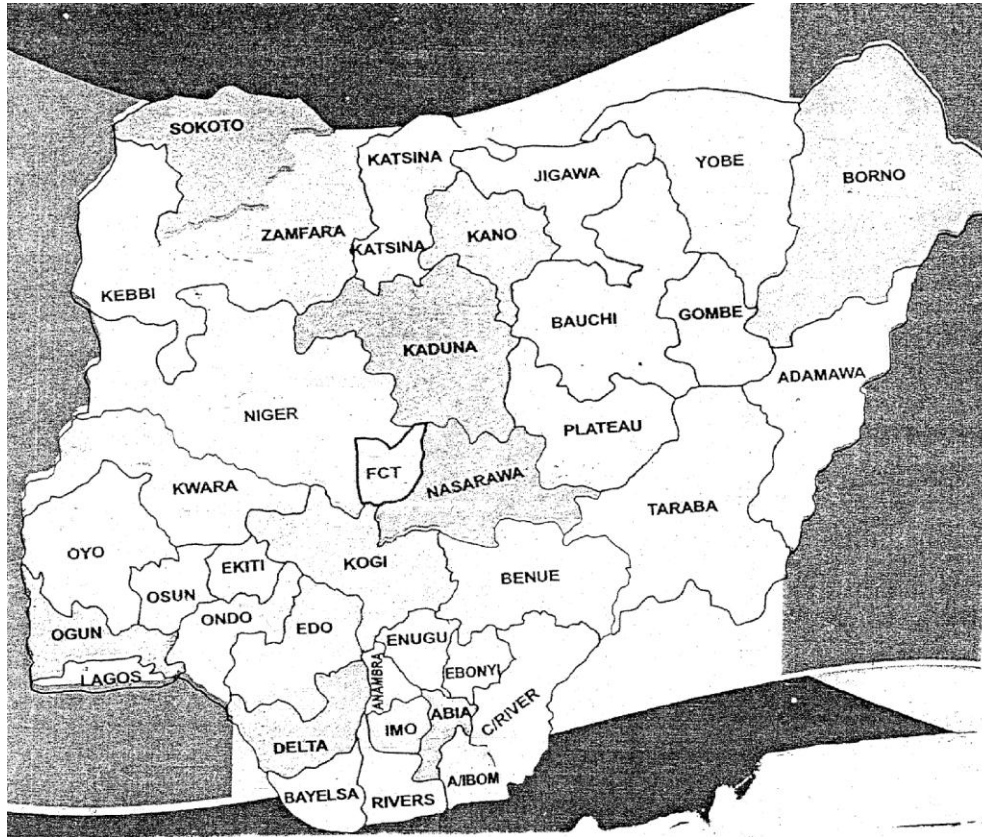 SOKOTO
KATSINA
JIGAWA
YOBE
BORNO
ZAMFARA
KATSINA
KANO
KEBBI
BAUCHI
GOMBE
KADUNA
ADAMAWA
NIGER
PLATEAU
FCT
NASARAWA
KWARA
TARABA
OYO
EKITI
KOGI
BENUE
OSUN
ONDO
EDO
OGUN
ENUGU
EBONYI
LAGOS
ANAMBRA
ABIA
C/RIVER
IMO
DELTA
A/IBOM
BAYELSA
RIVERS